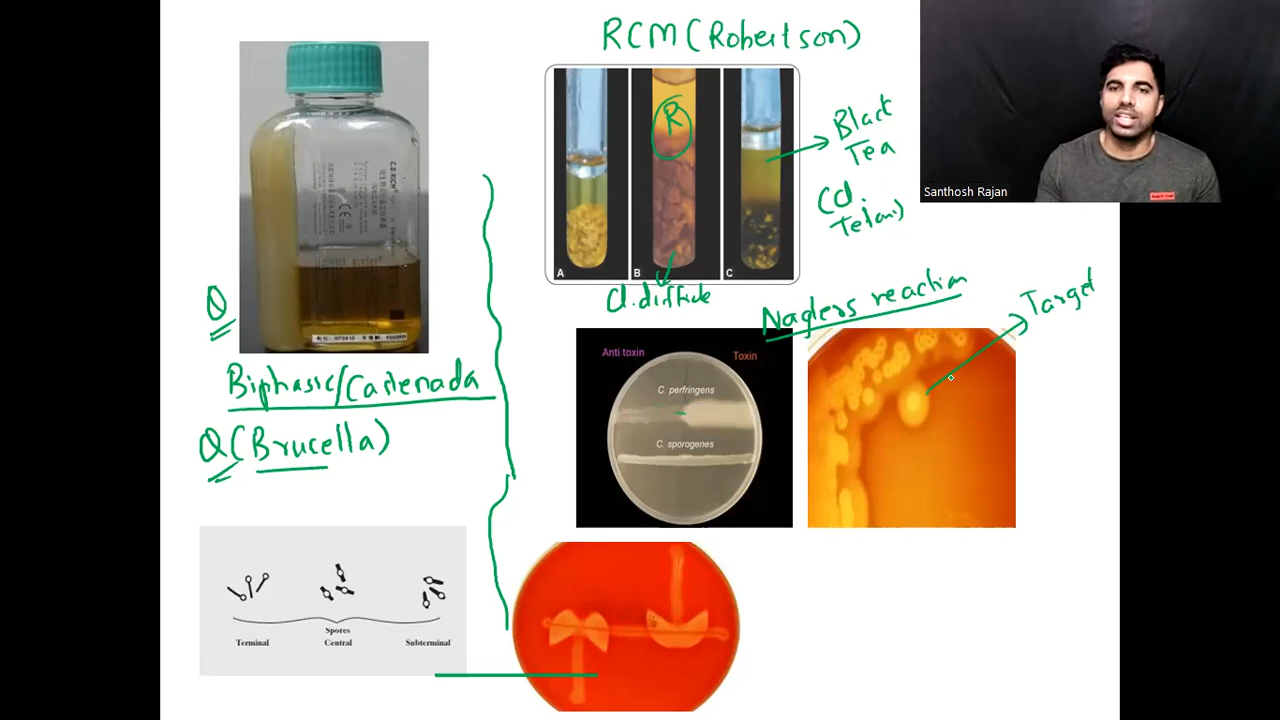 RCM (Robertson)
Santhosh Rajan
R
A
B
C
Black
Tea
(Cl.
Tetani)
Cl. difficile
Q
Biphasic/Castenada
Q (Brucella)
Naglers reaction
Target
Anti toxin
Toxin
C. perfringens
C. sporogenes
Spores
Terminal
Central
Subterminal